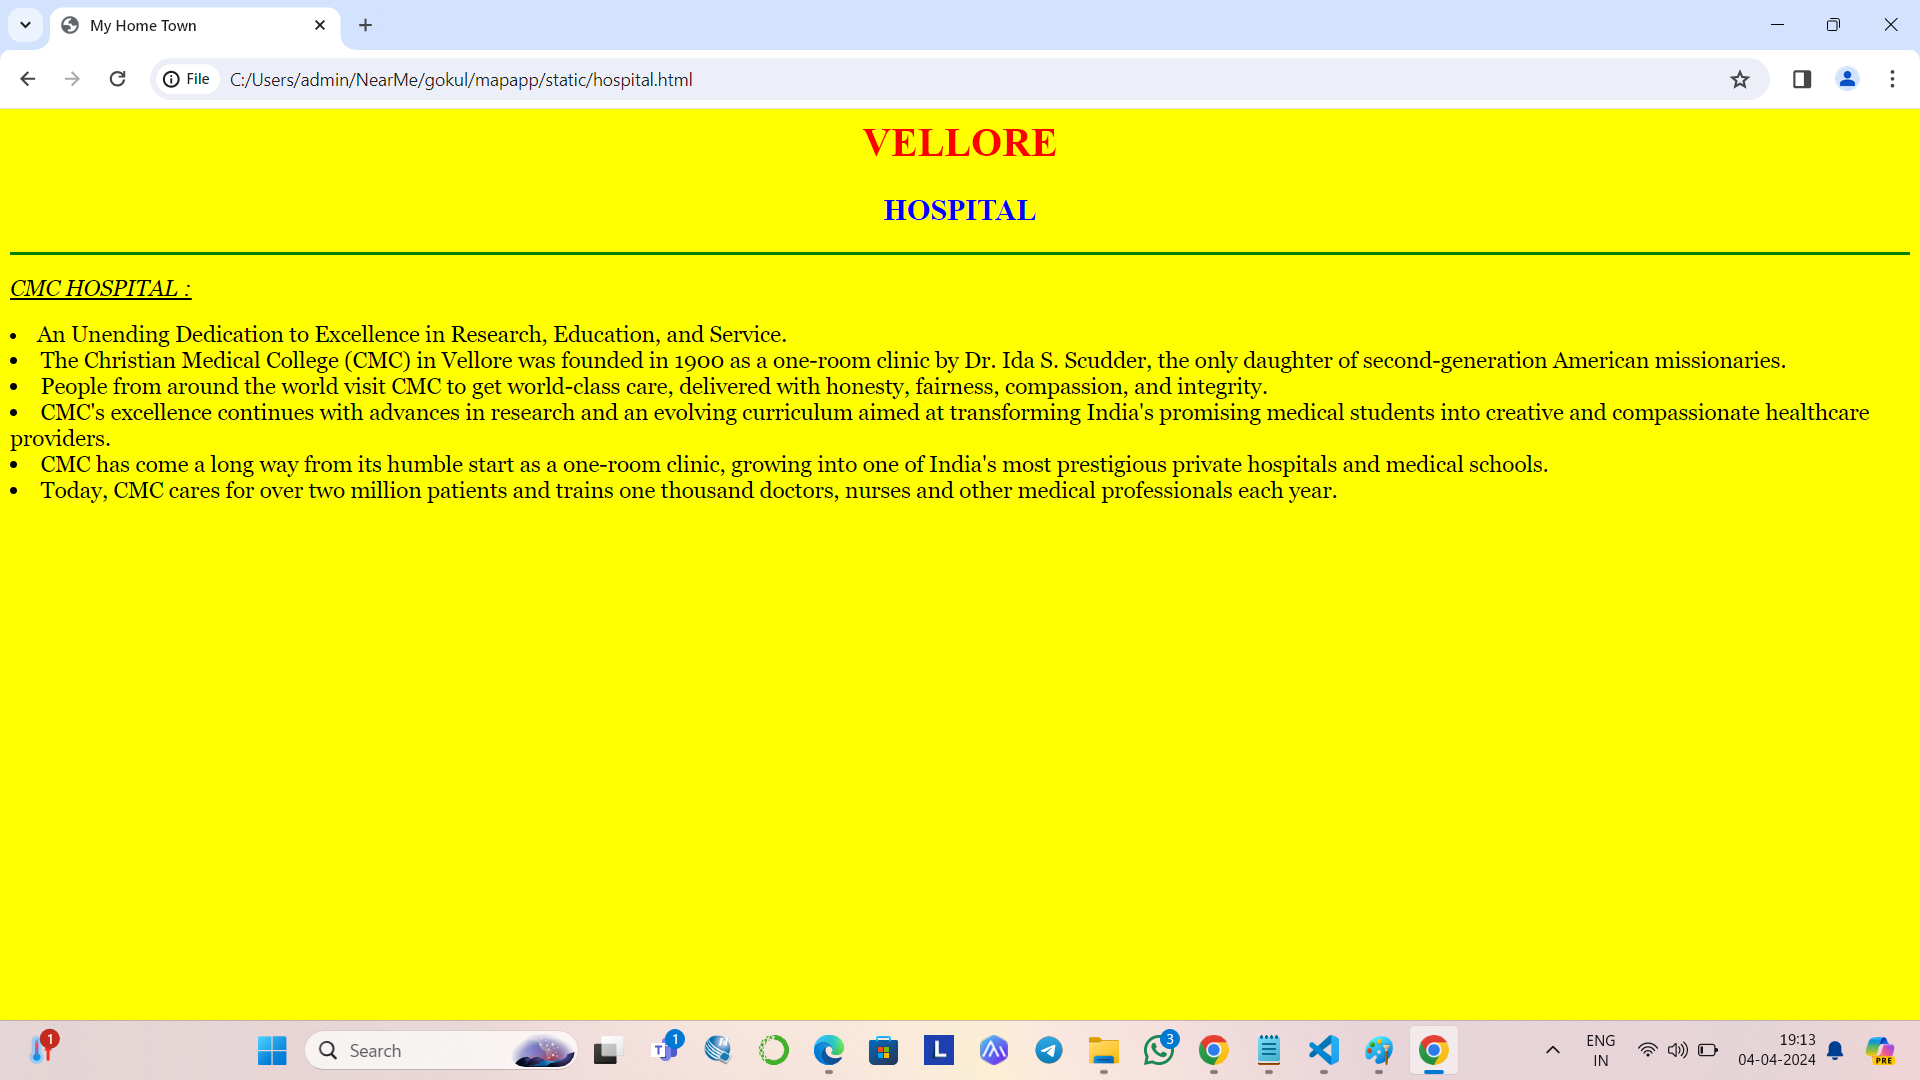 My Home Town
File C:/Users/admin/NearMe/gokul/mapapp/static/hospital.html
VELLORE
HOSPITAL
CMC HOSPITAL :
• An Unending Dedication to Excellence in Research, Education, and Service.
• The Christian Medical College (CMC) in Vellore was founded in 1900 as a one-room clinic by Dr. Ida S. Scudder, the only daughter of second-generation American missionaries.
• People from around the world visit CMC to get world-class care, delivered with honesty, fairness, compassion, and integrity.
• CMC's excellence continues with advances in research and an evolving curriculum aimed at transforming India's promising medical students into creative and compassionate healthcare
providers.
• CMC has come a long way from its humble start as a one-room clinic, growing into one of India's most prestigious private hospitals and medical schools.
• Today, CMC cares for over two million patients and trains one thousand doctors, nurses and other medical professionals each year.
1
Search
T 1
L
3
ENG
IN
19:13
04-04-2024
PRE